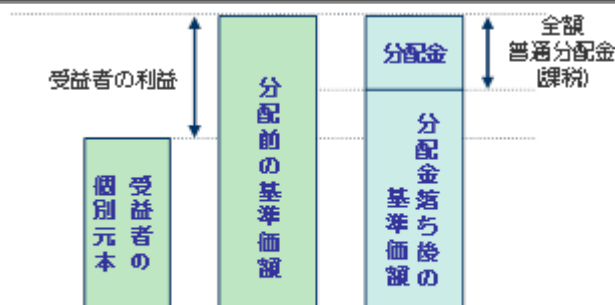 全額
普通分配金
(課税)
受益者の利益
分配金
分配前の基準価額
分配金落ち後の
基準価額
受益者の
個別元本